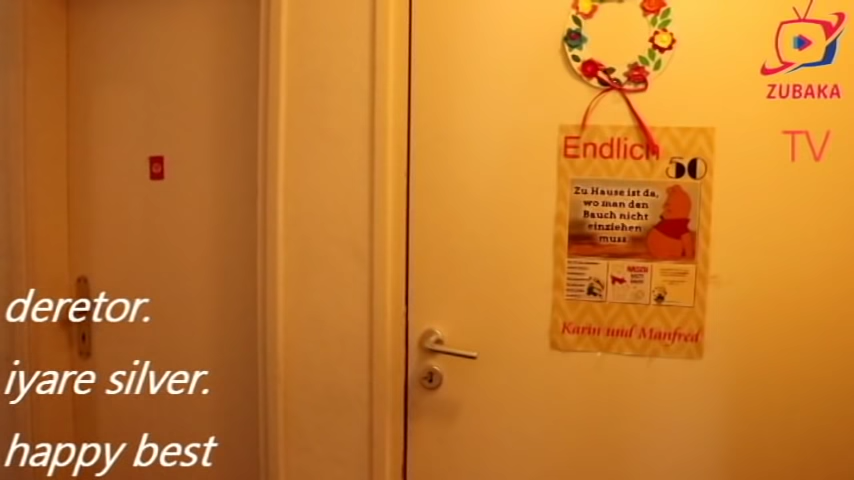 ZUBAKA
TV
Endlich
50
Zu Hause ist da,
wo man den
Bauch nicht
einziehen
muss
Karin und Manfred
deretor.
iyare silver.
happy best